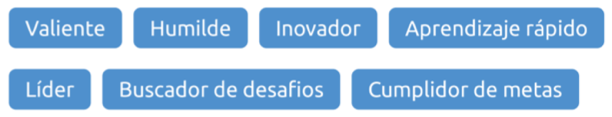 Valiente Humilde Inovador Aprendizaje rápido
Líder Buscador de desafios Cumplidor de metas